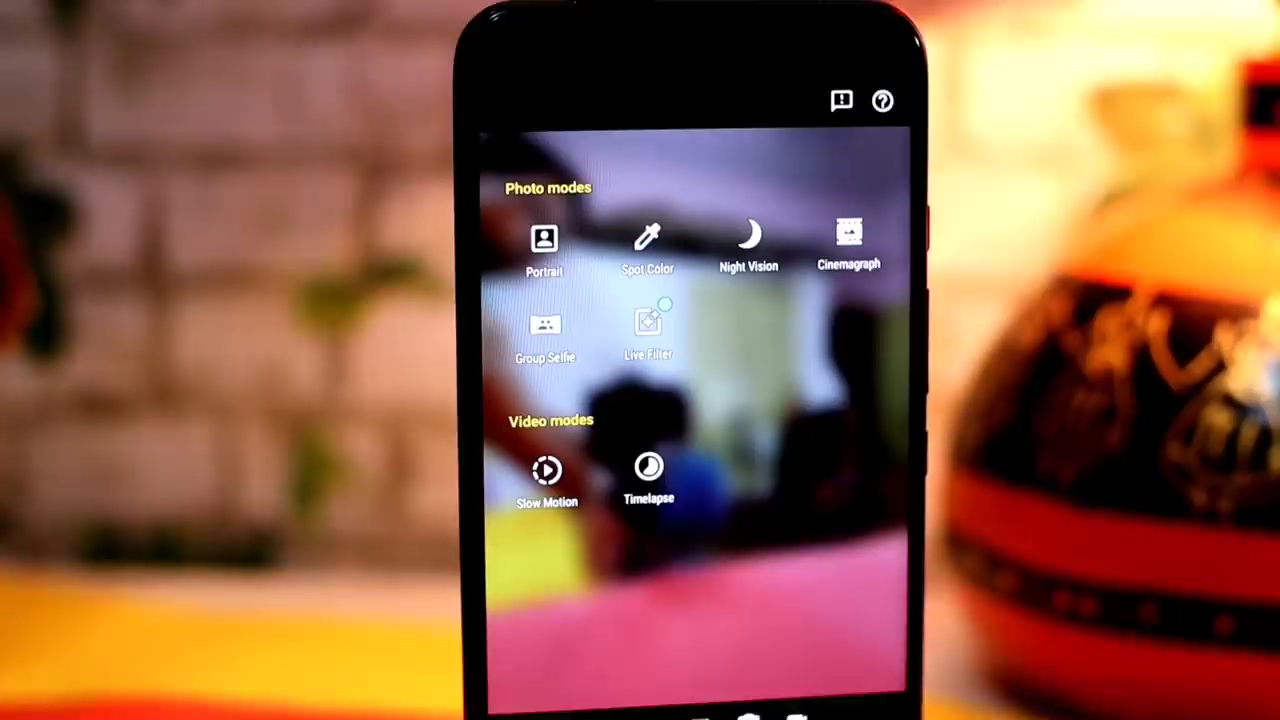 Photo modes
Portrait
Spot Color
Night Vision
Cinemagraph
Group Selfie
Live Filter
Video modes
Slow Motion
Timelapse